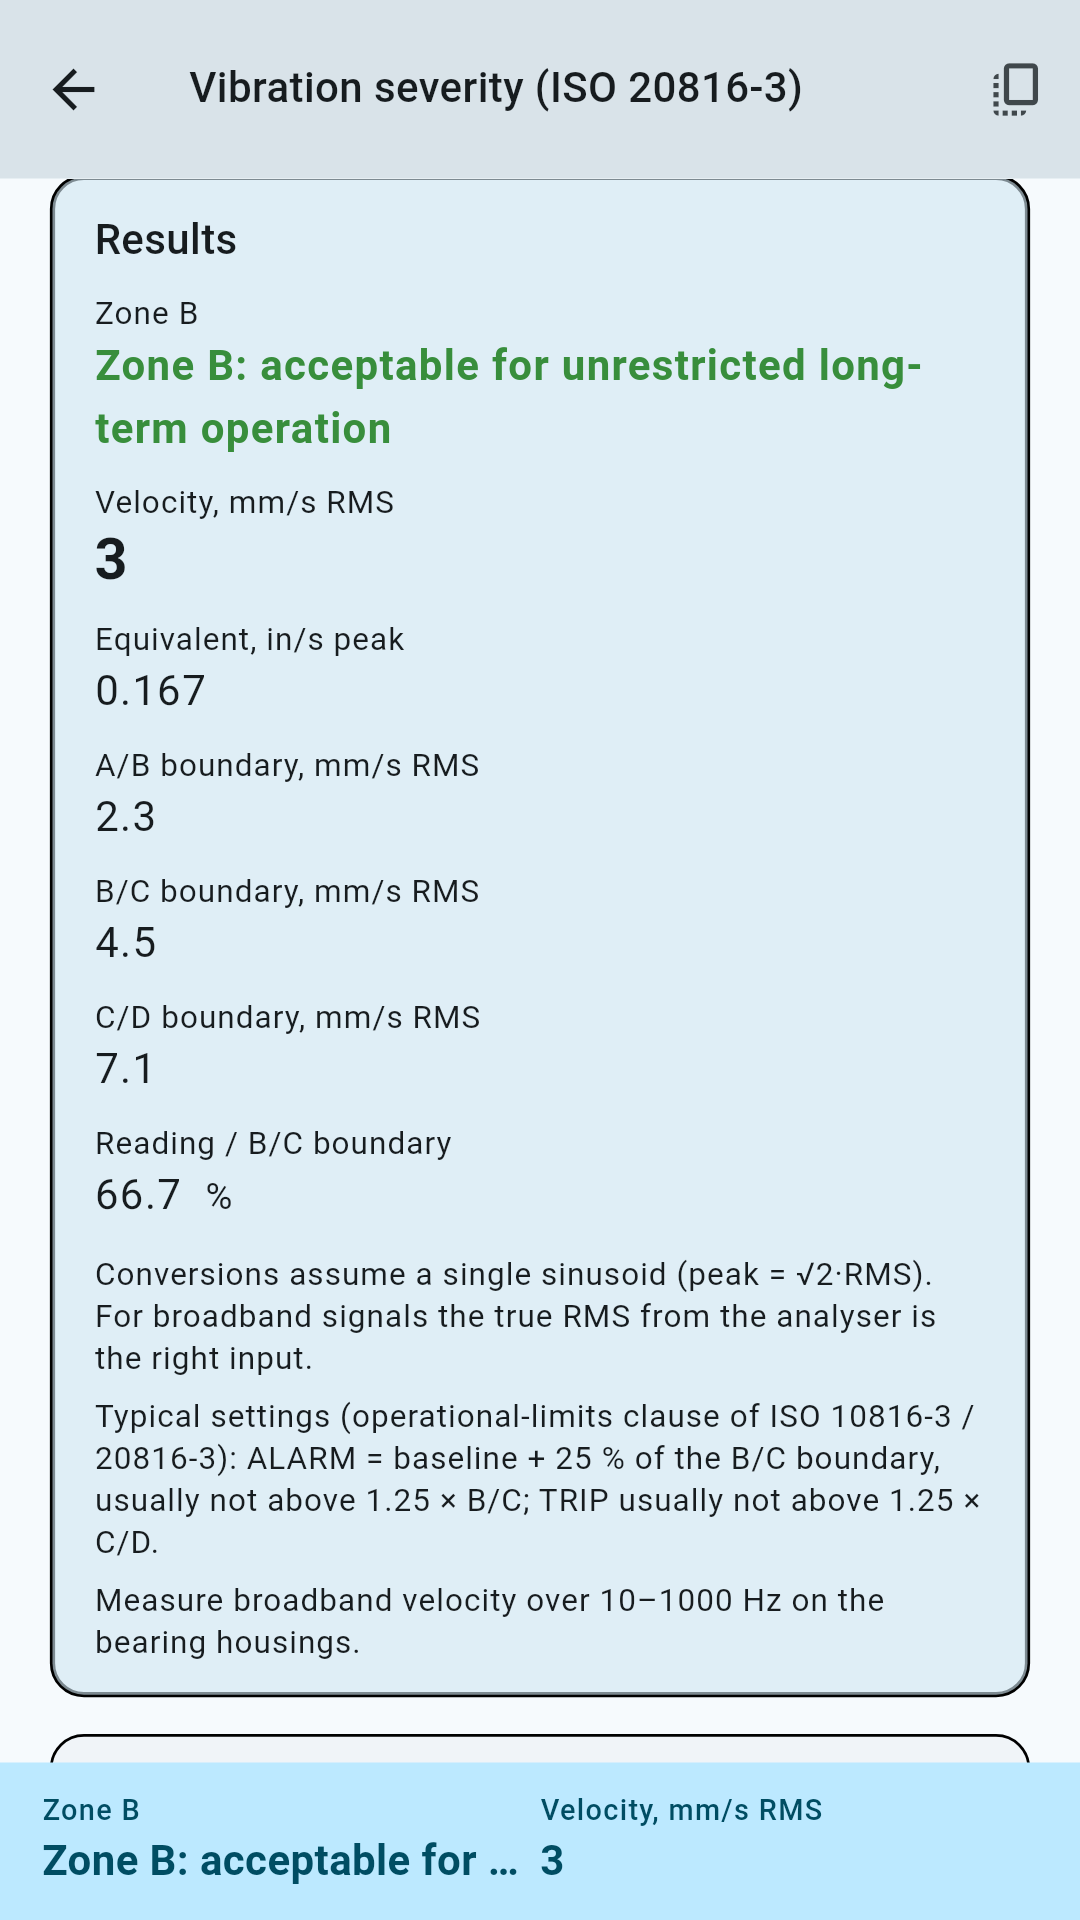 Vibration severity (ISO 20816-3)
Results
Zone B
Zone B: acceptable for unrestricted long-
term operation
Velocity, mm/s RMS
3
Equivalent, in/s peak
0.167
A/B boundary, mm/s RMS
2.3
B/C boundary, mm/s RMS
4.5
C/D boundary, mm/s RMS
7.1
Reading / B/C boundary
66.7 %
Conversions assume a single sinusoid (peak = √2·RMS).
For broadband signals the true RMS from the analyser is
the right input.
Typical settings (operational-limits clause of ISO 10816-3 /
20816-3): ALARM = baseline + 25 % of the B/C boundary,
usually not above 1.25 × B/C; TRIP usually not above 1.25 ×
C/D.
Measure broadband velocity over 10–1000 Hz on the
bearing housings.
Zone B
Zone B: acceptable for …
Velocity, mm/s RMS
3